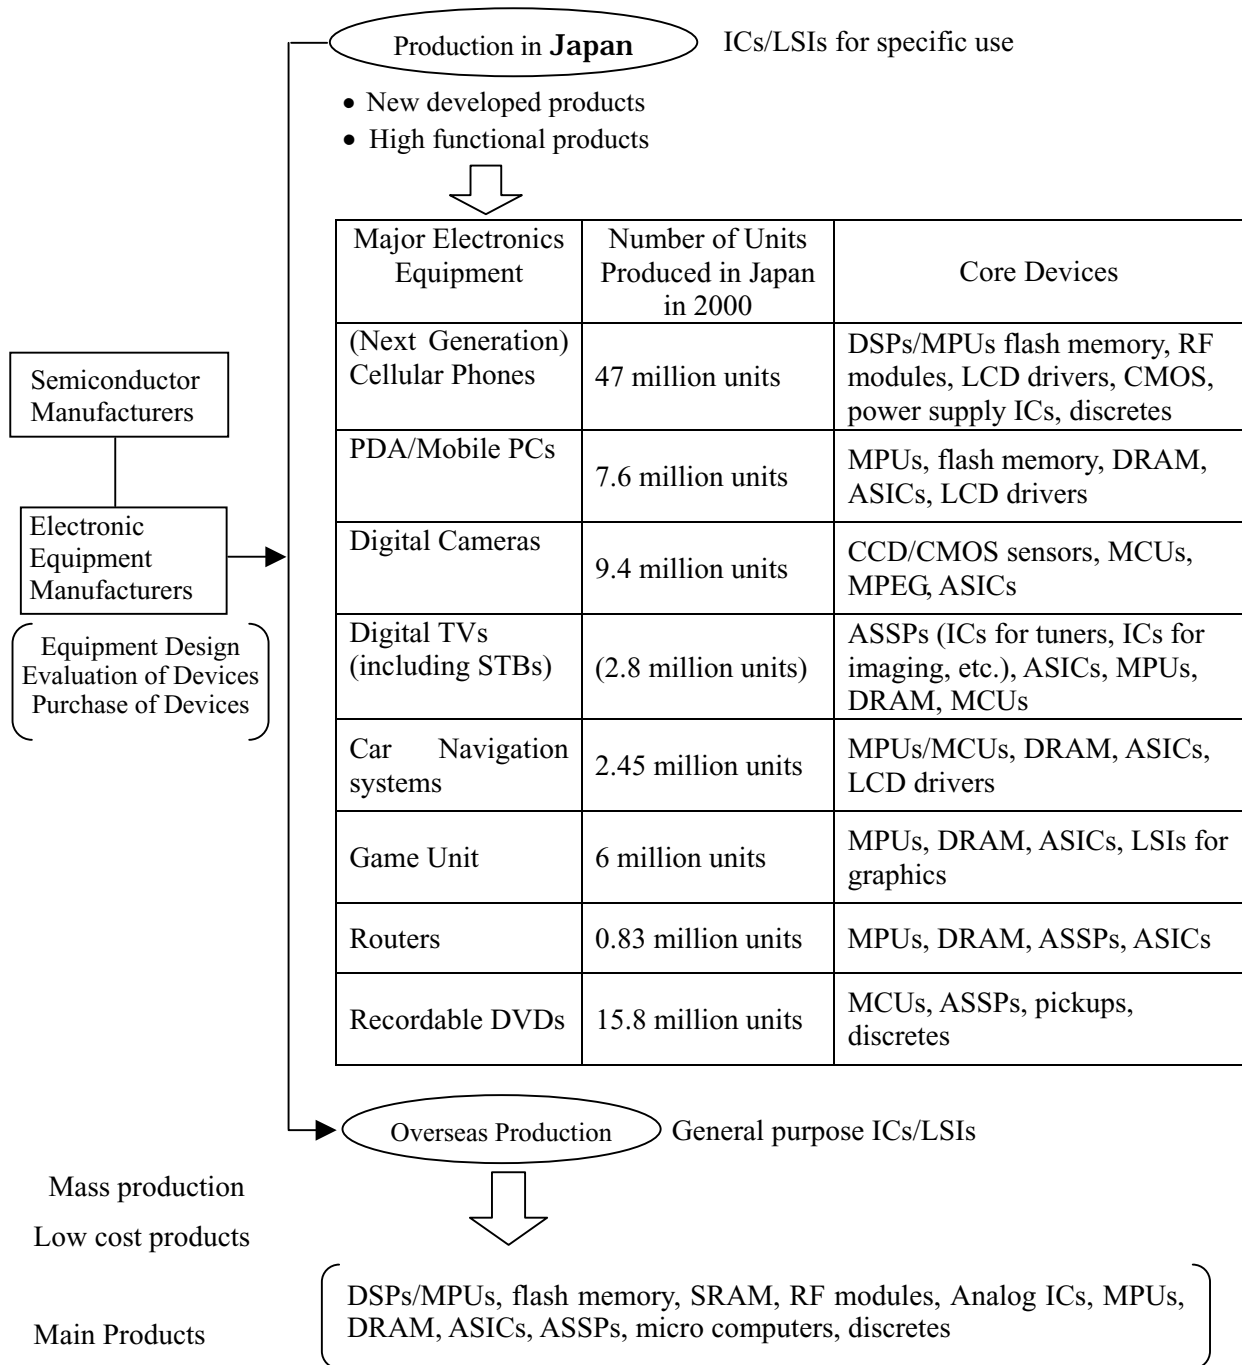 Production in Japan
ICs/LSIs for specific use
• New developed products
• High functional products
Major Electronics
Equipment
Number of Units
Produced in Japan
in 2000
Core Devices
(Next Generation)
Cellular Phones
47 million units
DSPs/MPUs flash memory, RF
modules, LCD drivers, CMOS,
power supply ICs, discretes
Semiconductor
Manufacturers
PDA/Mobile PCs
7.6 million units
MPUs, flash memory, DRAM,
ASICs, LCD drivers
Electronic
Equipment
Manufacturers
Digital Cameras
9.4 million units
CCD/CMOS sensors, MCUs,
MPEG, ASICs
Equipment Design
Evaluation of Devices
Purchase of Devices
Digital TVs
(including STBs)
(2.8 million units)
ASSPs (ICs for tuners, ICs for
imaging, etc.), ASICs, MPUs,
DRAM, MCUs
Car Navigation
systems
2.45 million units
MPUs/MCUs, DRAM, ASICs,
LCD drivers
Game Unit
6 million units
MPUs, DRAM, ASICs, LSIs for
graphics
Routers
0.83 million units
MPUs, DRAM, ASSPs, ASICs
Recordable DVDs
15.8 million units
MCUs, ASSPs, pickups,
discretes
Overseas Production
General purpose ICs/LSIs
Mass production
Low cost products
Main Products
DSPs/MPUs, flash memory, SRAM, RF modules, Analog ICs, MPUs,
DRAM, ASICs, ASSPs, micro computers, discretes